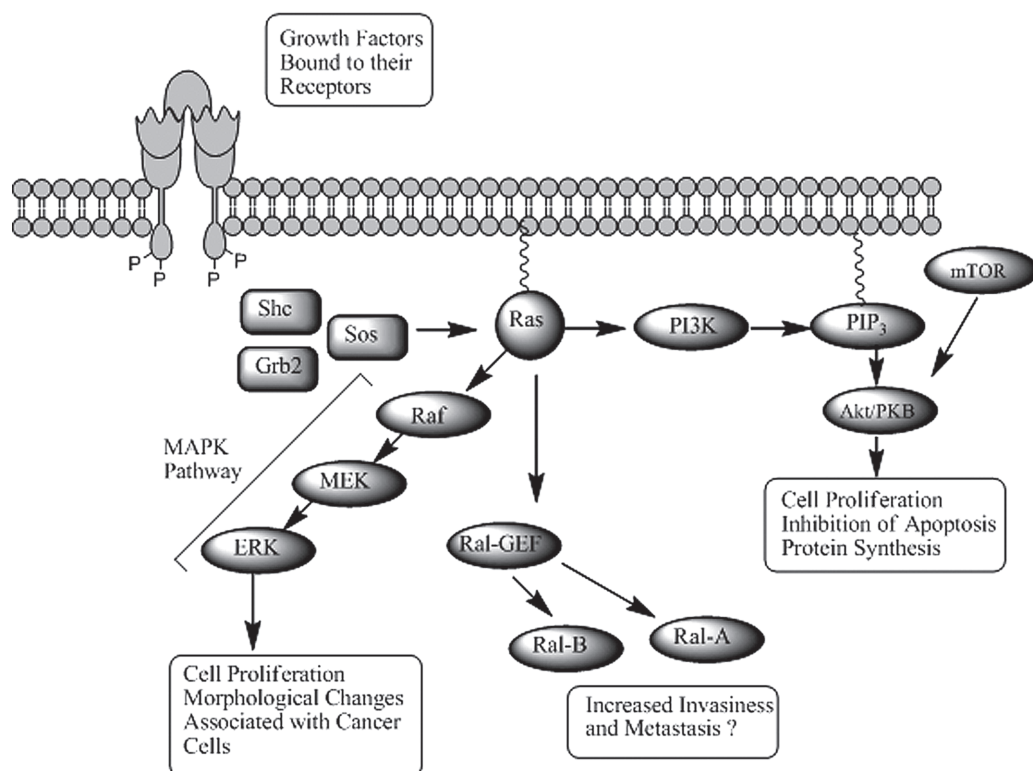 Growth Factors
Bound to their
Receptors
P
P
P
P
mTOR
Shc
Sos
Grb2
Ras
PI3K
PIP3
Raf
Akt/PKB
MAPK
Pathway
MEK
ERK
Cell Proliferation
Inhibition of Apoptosis
Protein Synthesis
Ral-GEF
Ral-B
Ral-A
Cell Proliferation
Morphological Changes
Associated with Cancer
Cells
Increased Invasiness
and Metastasis ?